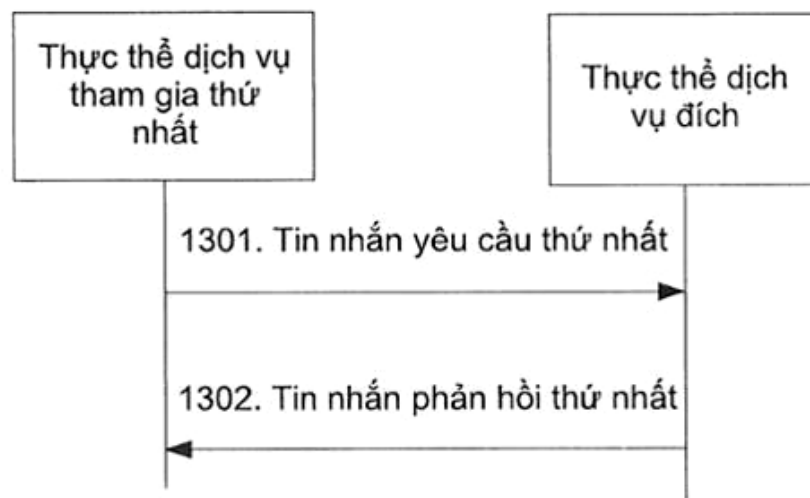 Thực thể dịch vụ
tham gia thứ
nhất
Thực thể dịch
vụ đích
1301. Tin nhắn yêu cầu thứ nhất
1302. Tin nhắn phản hồi thứ nhất